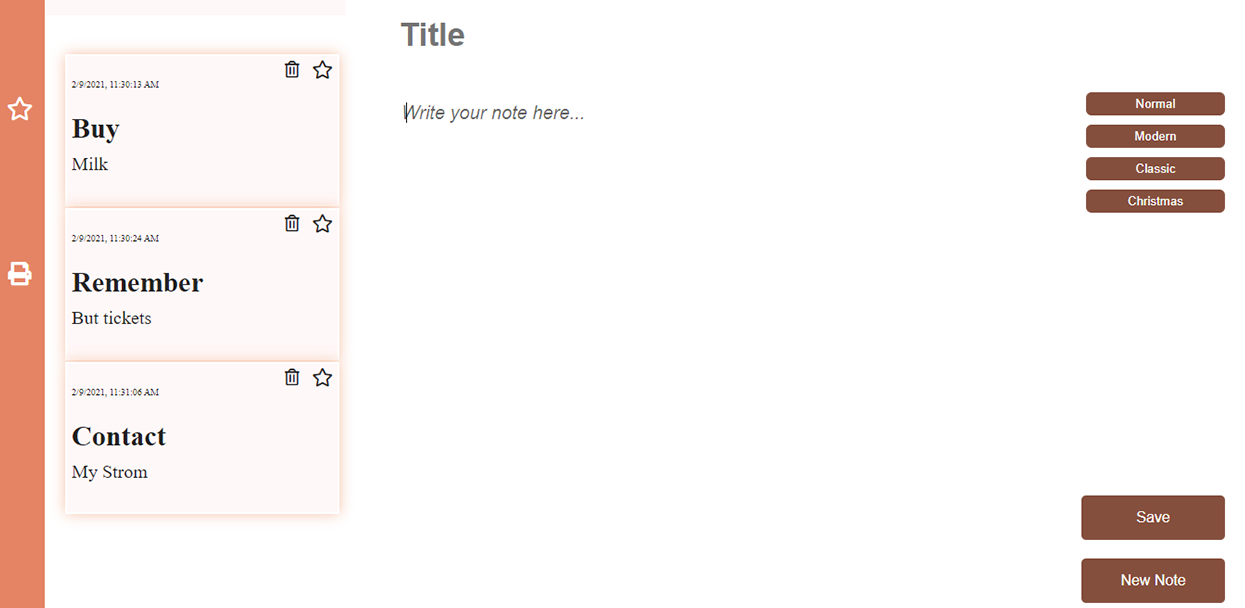 2/9/2021, 11:30:13 AM
Buy
Milk
2/9/2021, 11:30:24 AM
Remember
But tickets
2/9/2021, 11:31:06 AM
Contact
My Strom
Title
Write your note here...
Normal
Modern
Classic
Christmas
Save
New Note